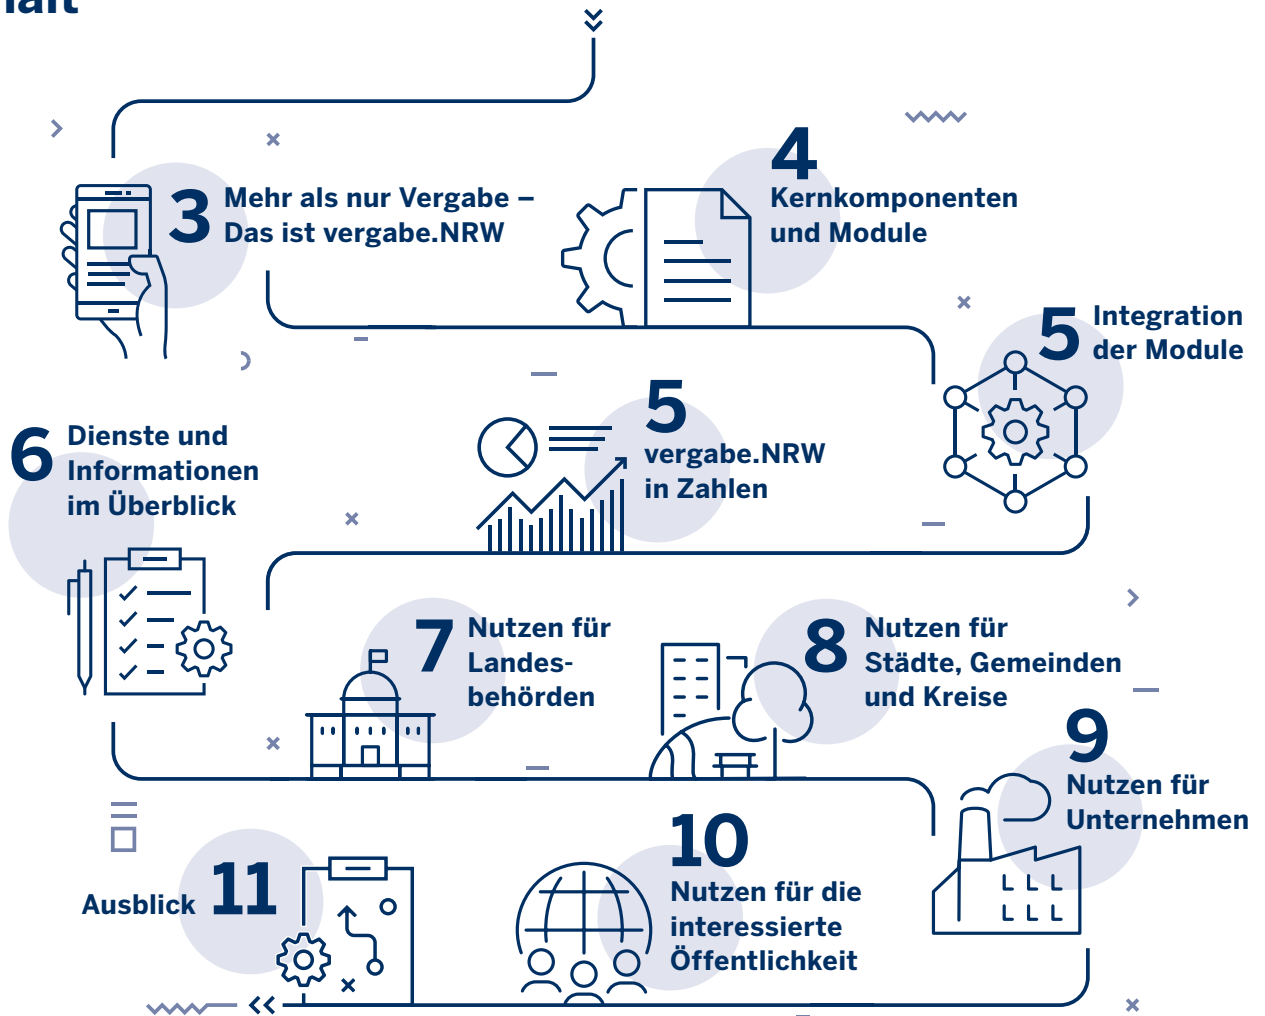 3
Mehr als nur Vergabe –
Das ist vergabe.NRW
4
Kernkomponenten
und Module
5
Integration
der Module
5
vergabe.NRW
in Zahlen
6
Dienste und
Informationen
im Überblick
7
Nutzen für
Landes-
behörden
8
Nutzen für
Städte, Gemeinden
und Kreise
9
Nutzen für
Unternehmen
10
Nutzen für die
interessierte
Öffentlichkeit
Ausblick 11